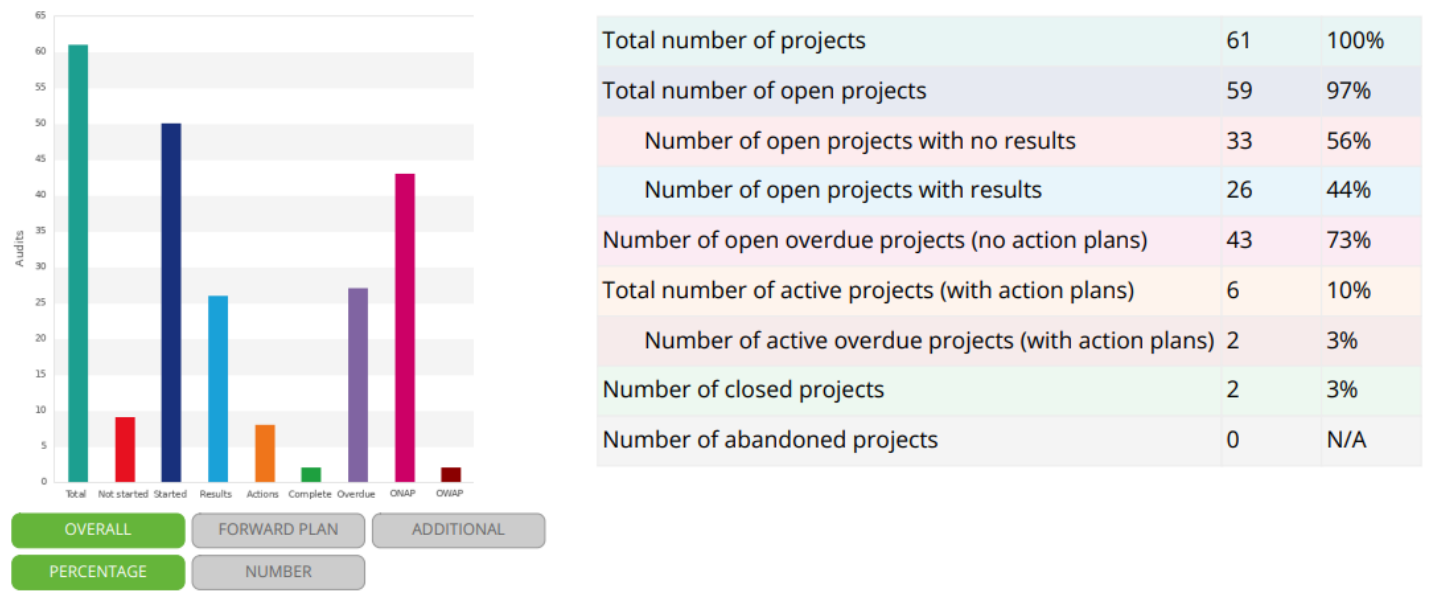 65
60
55
50
45
40
35
30
25
20
15
10
5
0
Audits
Total Not started Started Results Actions Complete Overdue ONAP OWAP
OVERALL FORWARD PLAN ADDITIONAL
PERCENTAGE NUMBER
Total number of projects 61 100%
Total number of open projects 59 97%
Number of open projects with no results 33 56%
Number of open projects with results 26 44%
Number of open overdue projects (no action plans) 43 73%
Total number of active projects (with action plans) 6 10%
Number of active overdue projects (with action plans) 2 3%
Number of closed projects 2 3%
Number of abandoned projects 0 N/A